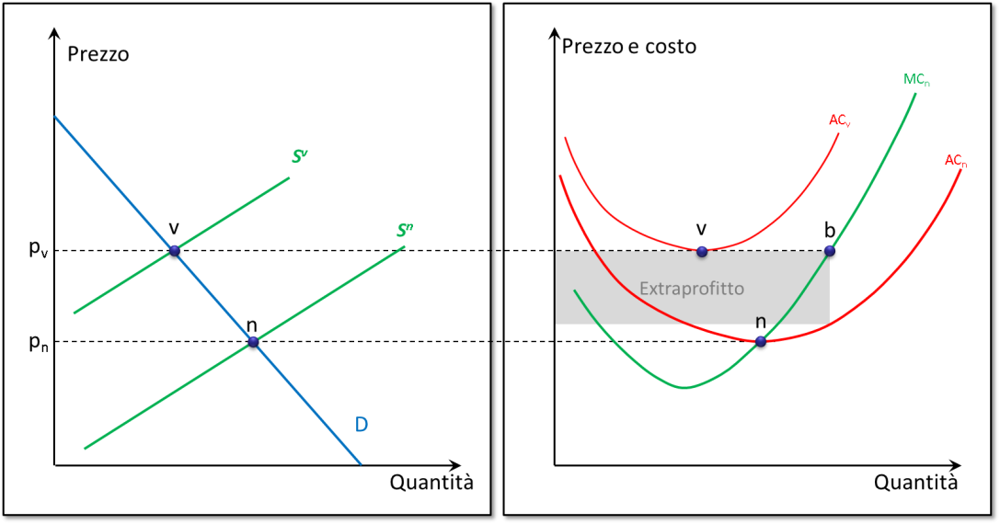 Prezzo
Sᵛ
v
Sⁿ
pᵥ
n
pₙ
D
Quantità
Prezzo e costo
MCₙ
ACᵥ
ACₙ
v
b
Extraprofitto
n
Quantità